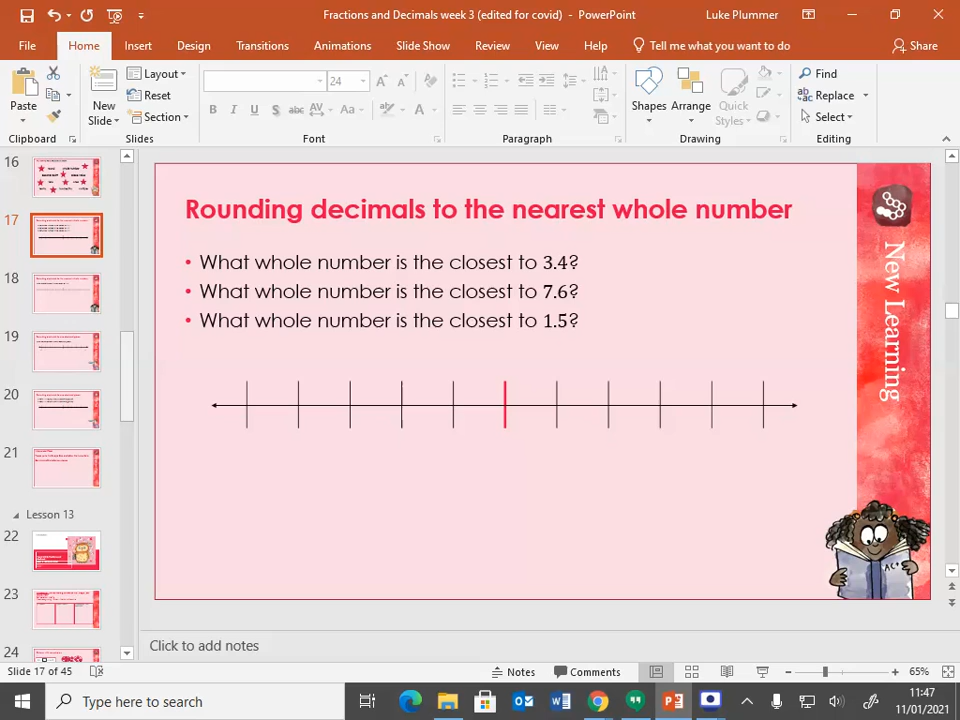 Fractions and Decimals week 3 (edited for covid) - PowerPoint
Luke Plummer
File Home Insert Design Transitions Animations Slide Show Review View Help Tell me what you want to do Share
Paste
Clipboard
New Slide
Layout
Reset
Section
Slides
24
B I U S abc AV Aa A
Font
Paragraph
Shapes
Arrange
Quick Styles
Drawing
Find
Replace
Select
Editing
16
17
18
19
20
21
Lesson 13
22
23
24
Rounding decimals to the nearest whole number
• What whole number is the closest to 3.4?
• What whole number is the closest to 7.6?
• What whole number is the closest to 1.5?
New Learning
Click to add notes
Slide 17 of 45
Notes
Comments
65%
Type here to search
11:47
11/01/2021